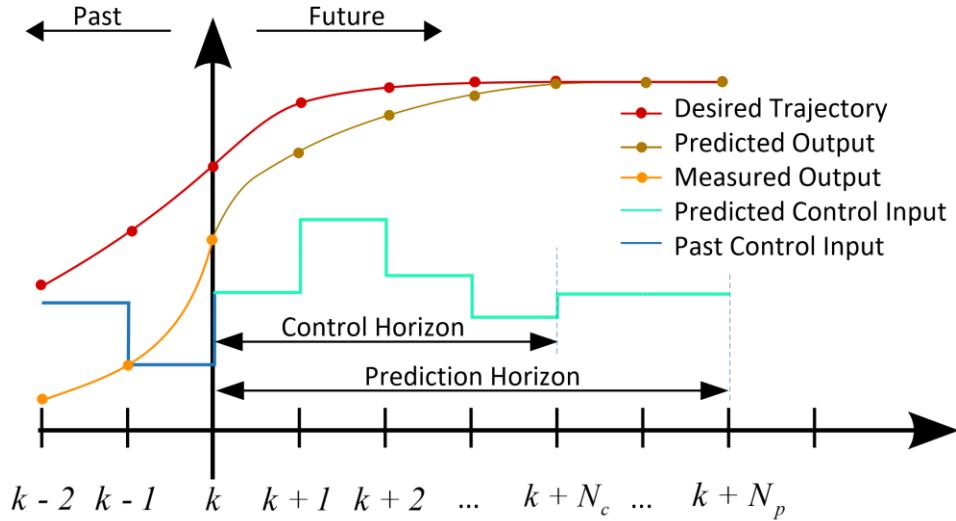 Past
Future
Desired Trajectory
Predicted Output
Measured Output
Predicted Control Input
Past Control Input
Control Horizon
Prediction Horizon
k - 2 k - 1 k k + 1 k + 2 ... k + N_c ... k + N_p